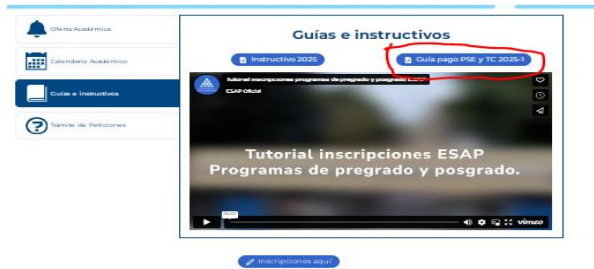 Oferta Académica
Calendario Académico
Guías e instructivos
Trámite de Peticiones
Guías e instructivos
Instructivo 2025
Guía pago PSE y TC 2025-1
Tutorial inscripciones programas de pregrado y posgrado ESAP
ESAP Oficial
Tutorial inscripciones ESAP
Programas de pregrado y posgrado.
vimeo
Inscripciones aquí